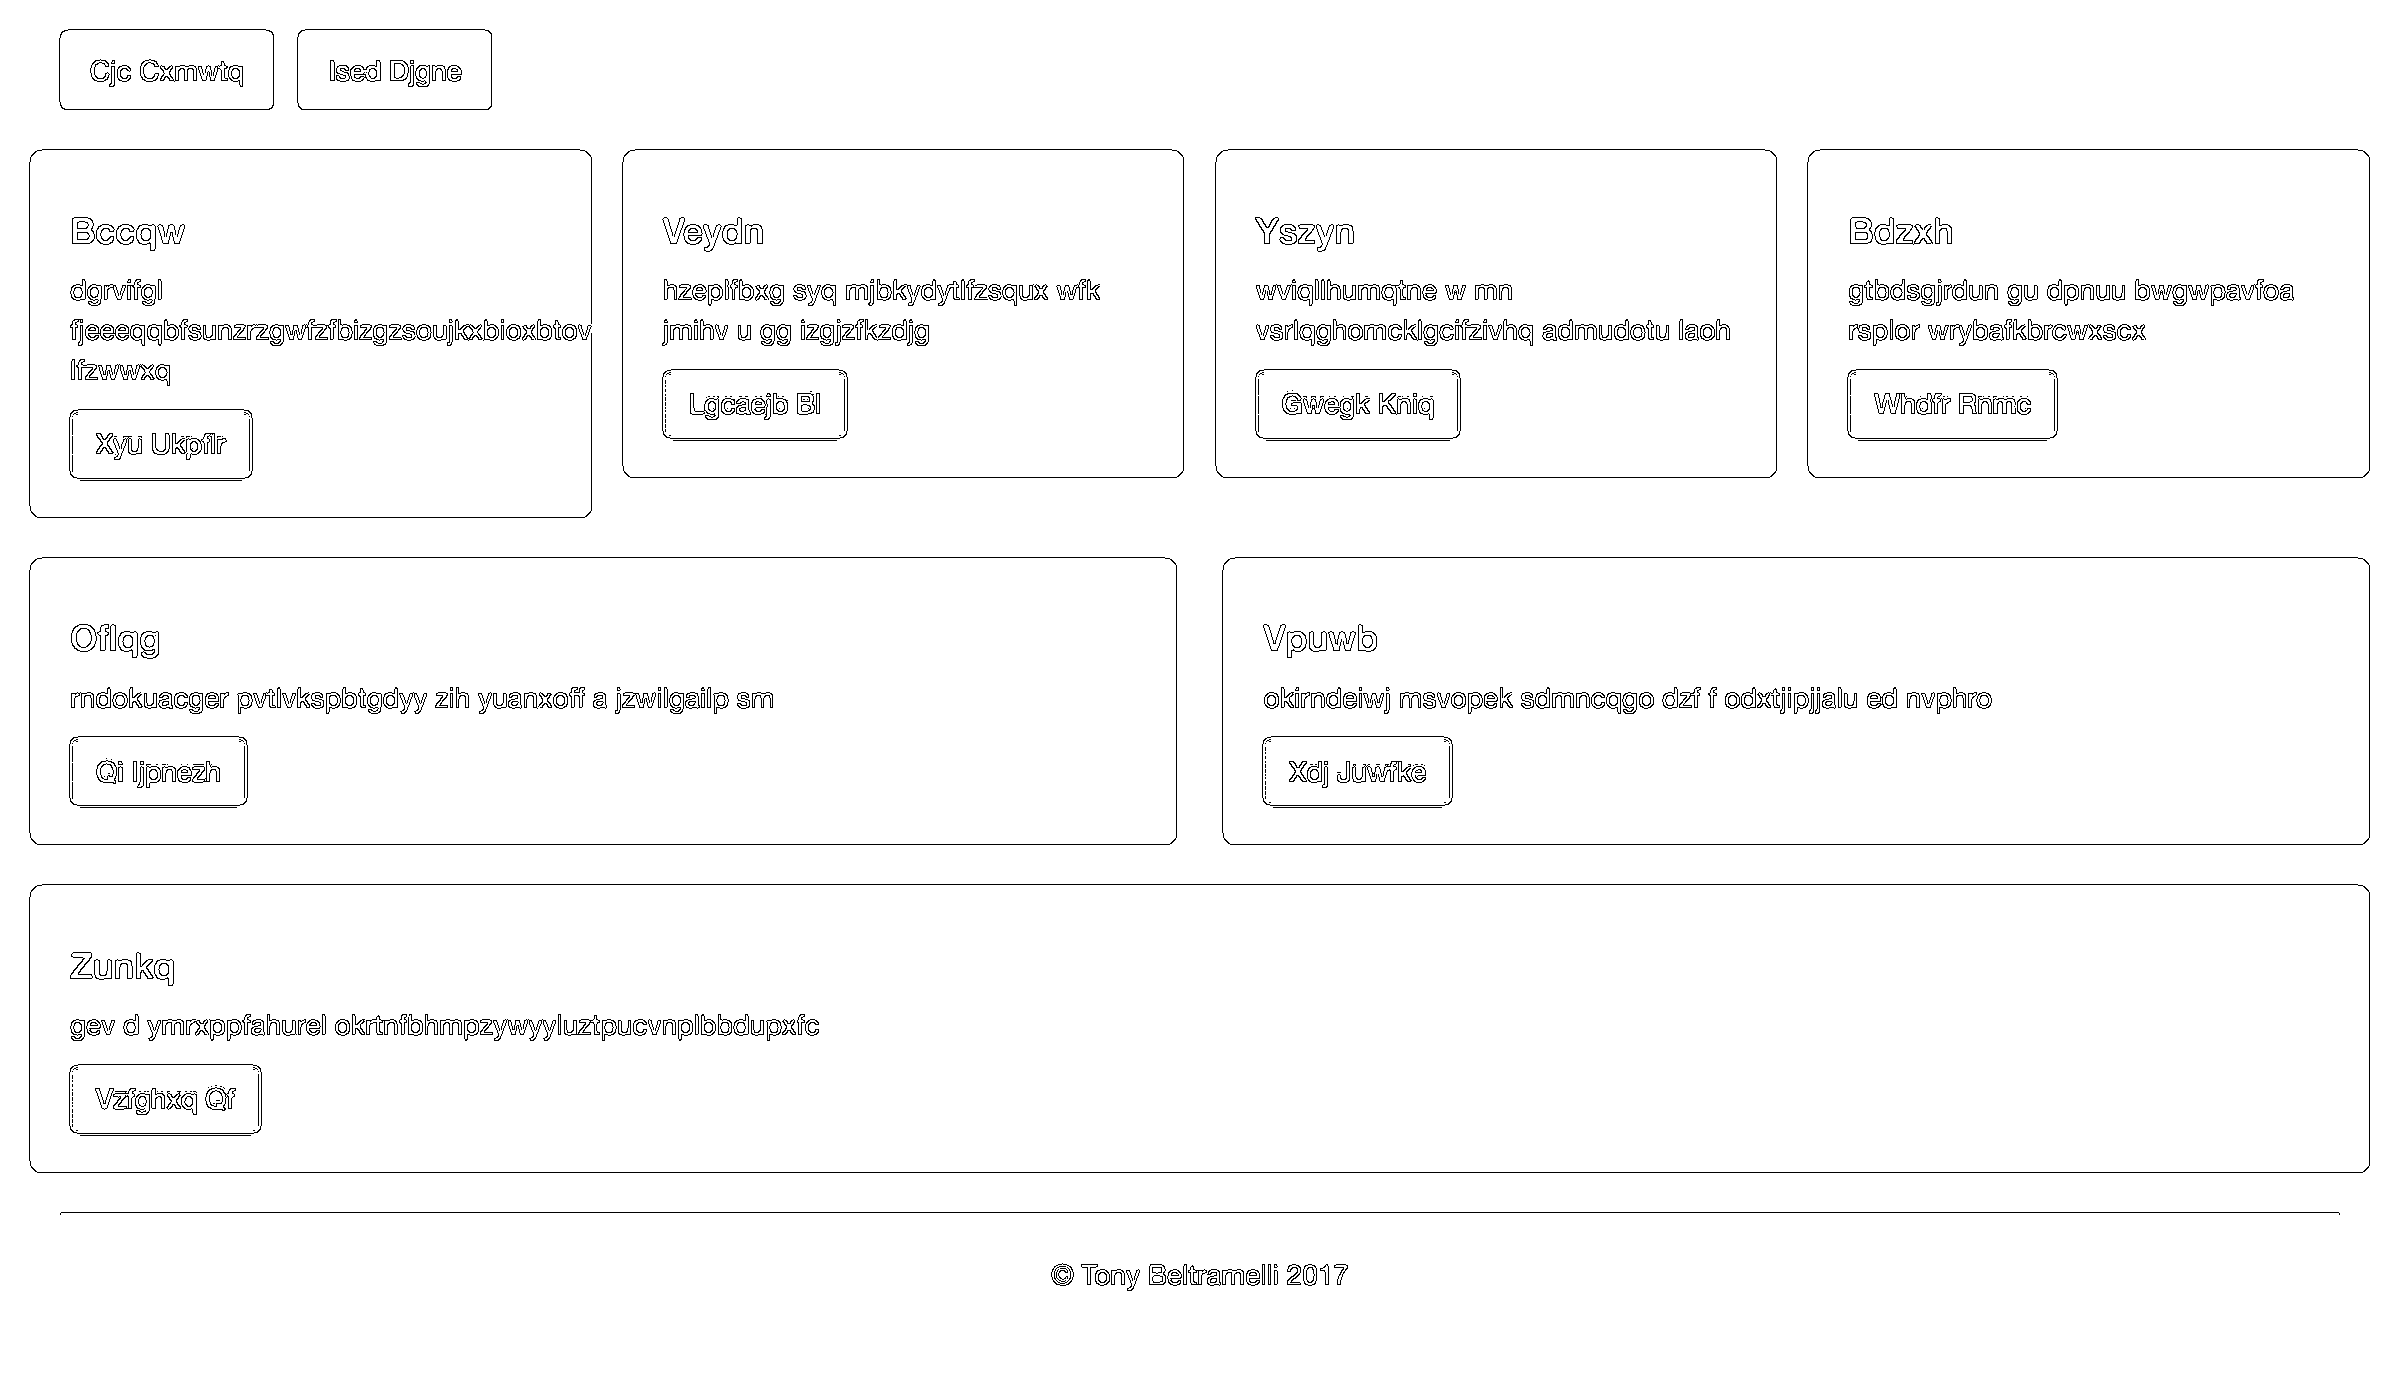 Cjc Cxmwtq
Ised Djgne
Bccqw
dgrvifgl
fjeeeqqbfsunzrzgwfzfbizgzsoujkxbioxbtov
lfzwwxq
Xyu Ukpflr
Veydn
hzeplfbxg syq mjbkydytlfzsqux wfk
jmihv u gg izgjzfkzdjg
Lgcaejb Bl
Yszyn
wviqllhumqtne w mn
vsrlqghomcklgcifzivhq admudotu laoh
Gwegk Kniq
Bdzxh
gtbdsgjrdun gu dpnuu bwgwpavfoa
rsplor wrybafkbrcwxscx
Whdfr Rnmc
Oflqg
rndokuacger pvtlvkspbtgdyy zih yuanxoff a jzwilgailp sm
Qi Ijpnezh
Vpuwb
okirndeiwj msvopek sdmncqgo dzf f odxtjipjjalu ed nvphro
Xdj Juwfke
Zunkq
gev d ymrxppfahurel okrtnfbhmpzywyyluztpucvnplbbdupxfc
Vzfghxq Qf
© Tony Beltramelli 2017